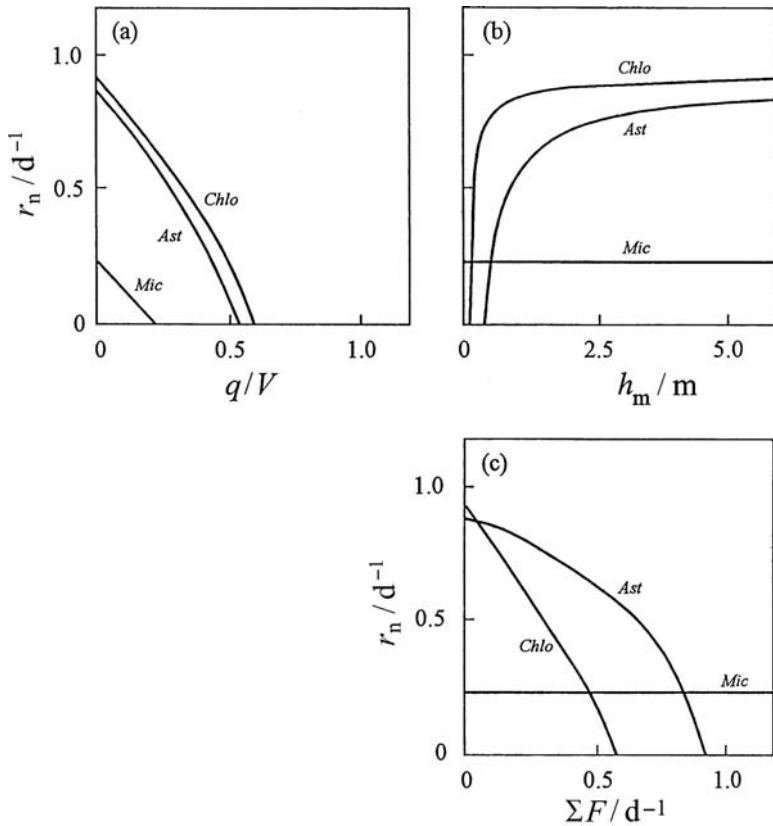 (a)
1.0
0.5
0
r_n / d⁻¹
Chlo
Ast
Mic
0 0.5 1.0
q/V
(b)
Chlo
Ast
Mic
0 2.5 5.0
h_m / m
(c)
1.0
0.5
0
r_n / d⁻¹
Ast
Chlo
Mic
0 0.5 1.0
ΣF / d⁻¹